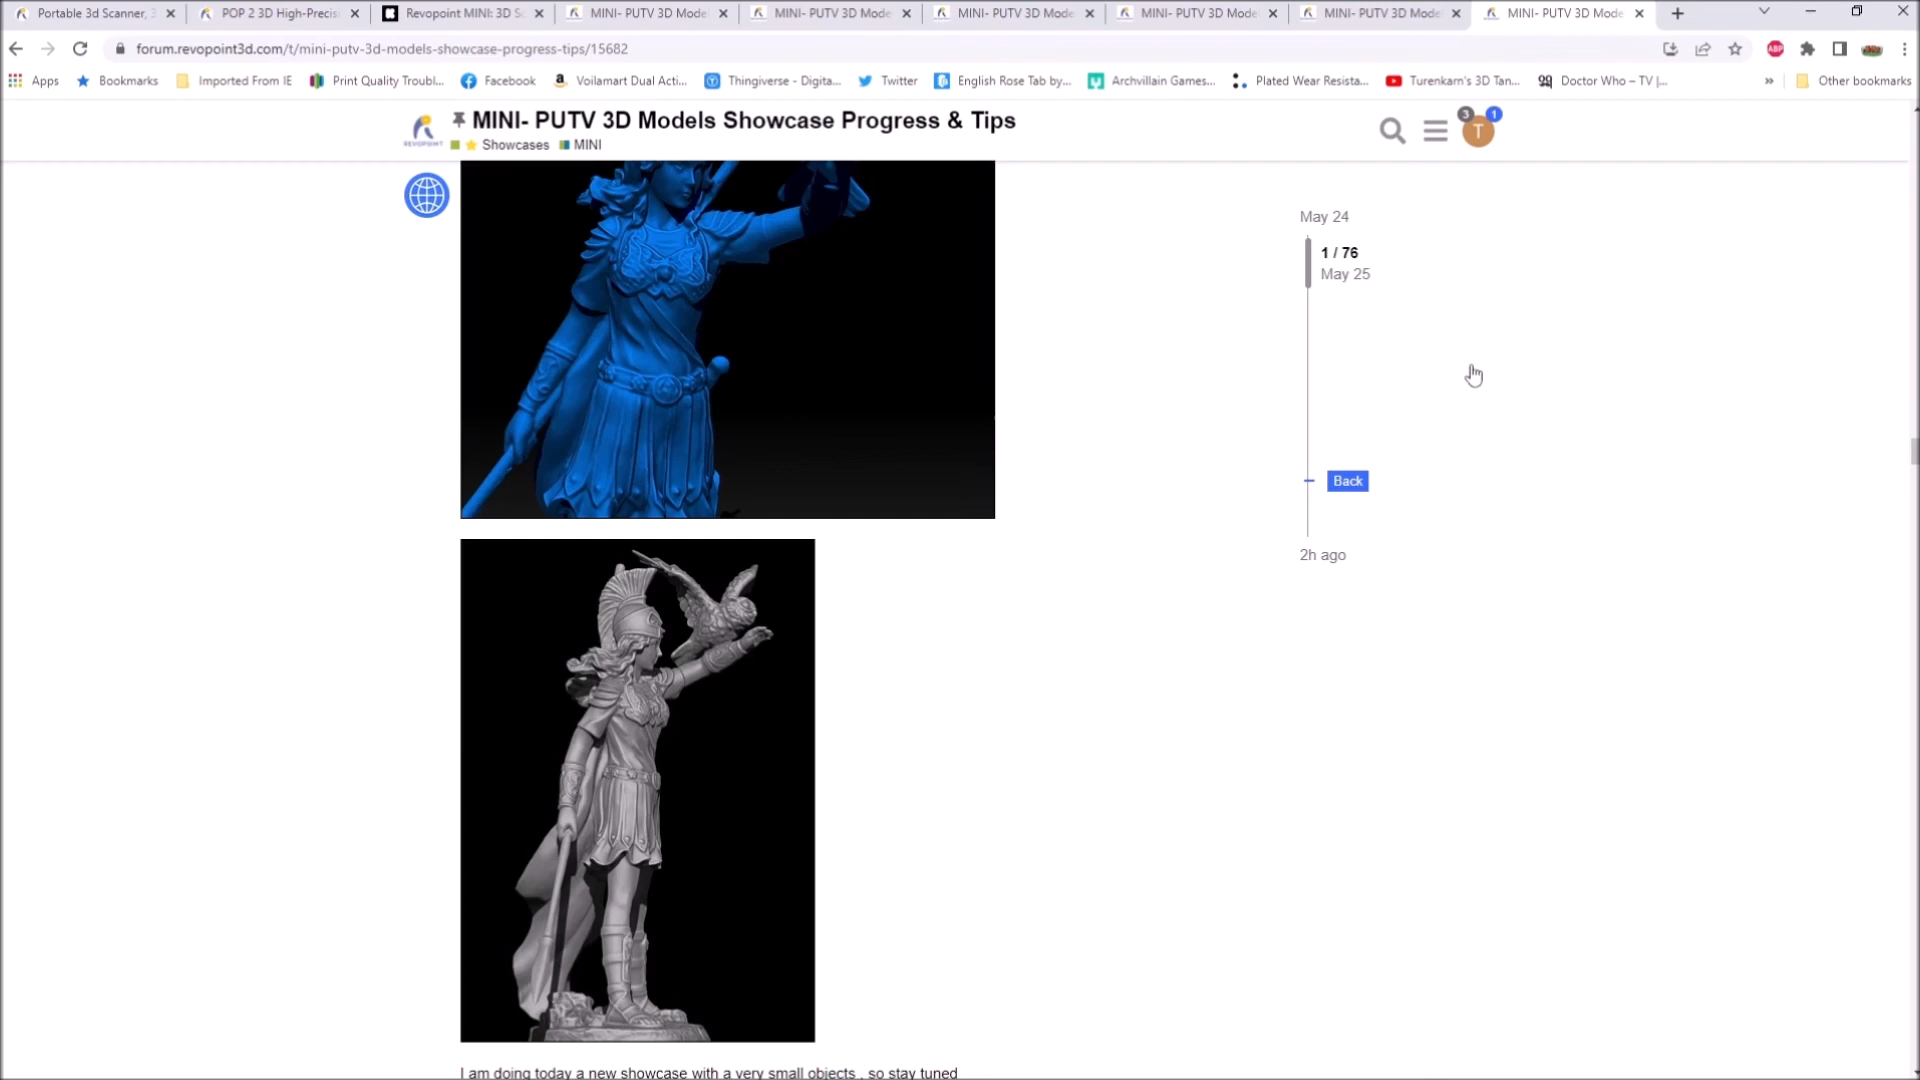 Portable 3d Scanner, 3
POP 2 3D High-Precis
Revopoint MINI: 3D S
MINI- PUTV 3D Mode
MINI- PUTV 3D Mode
MINI- PUTV 3D Mode
MINI- PUTV 3D Mode
MINI- PUTV 3D Mode
MINI- PUTV 3D Mode
forum.revopoint3d.com/t/mini-putv-3d-models-showcase-progress-tips/15682
ABP
Apps
Bookmarks
Imported From IE
Print Quality Troubl...
Facebook
Voilamart Dual Acti...
Thingiverse - Digita...
Twitter
English Rose Tab by...
Archvillain Games...
Plated Wear Resista...
Turenkarn's 3D Tan...
Doctor Who – TV |...
»
Other bookmarks
REVOPOINT
MINI- PUTV 3D Models Showcase Progress & Tips
Showcases MINI
3
1
T
May 24
1 / 76
May 25
Back
2h ago
I am doing today a new showcase with a very small objects , so stay tuned